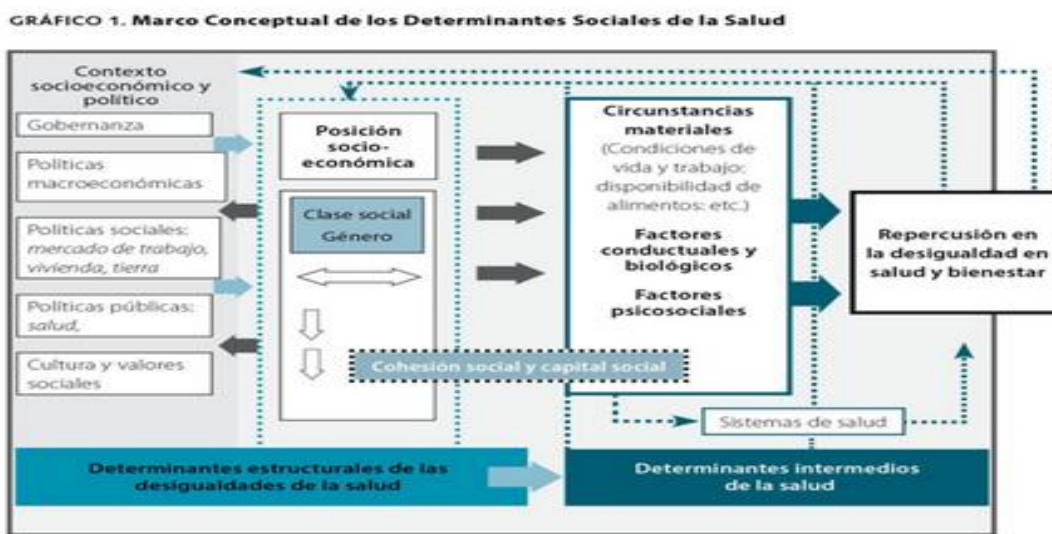 GRÁFICO 1. Marco Conceptual de los Determinantes Sociales de la Salud
Contexto
socioeconómico y
político
Gobernanza
Políticas
macroeconómicas
Políticas sociales:
mercado de trabajo,
vivienda, tierra
Políticas públicas:
salud,
Cultura y valores
sociales
Posición
socio-
económica
Clase social
Género
Cohesión social y capital social
Circunstancias
materiales
(Condiciones de
vida y trabajo;
disponibilidad de
alimentos: etc.)
Factores
conductuales y
biológicos
Factores
psicosociales
Sistemas de salud
Repercusión en
la desigualdad en
salud y bienestar
Determinantes estructurales de las
desigualdades de la salud
Determinantes intermedios
de la salud